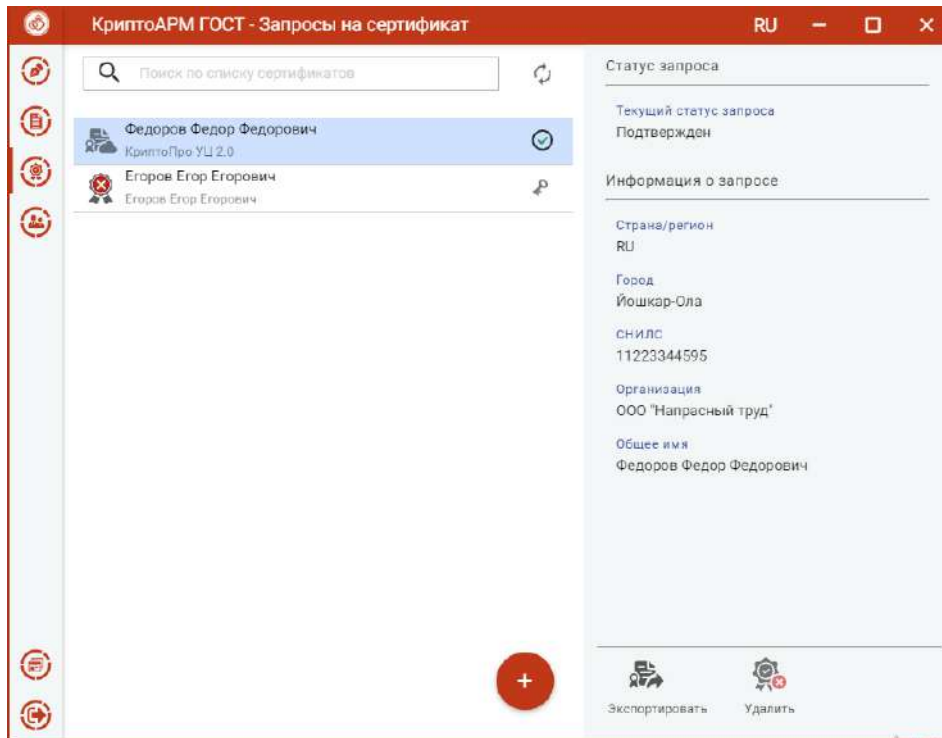 КриптоАРМ ГОСТ - Запросы на сертификат
RU
Поиск по списку сертификатов
Федоров Федор Федорович
КриптоПро УЦ 2.0
Егоров Егор Егорович
Егоров Егор Егорович
Статус запроса
Текущий статус запроса
Подтвержден
Информация о запросе
Страна/регион
RU
Город
Йошкар-Ола
СНИЛС
11223344595
Организация
ООО "Напрасный труд"
Общее имя
Федоров Федор Федорович
Экспортировать
Удалить